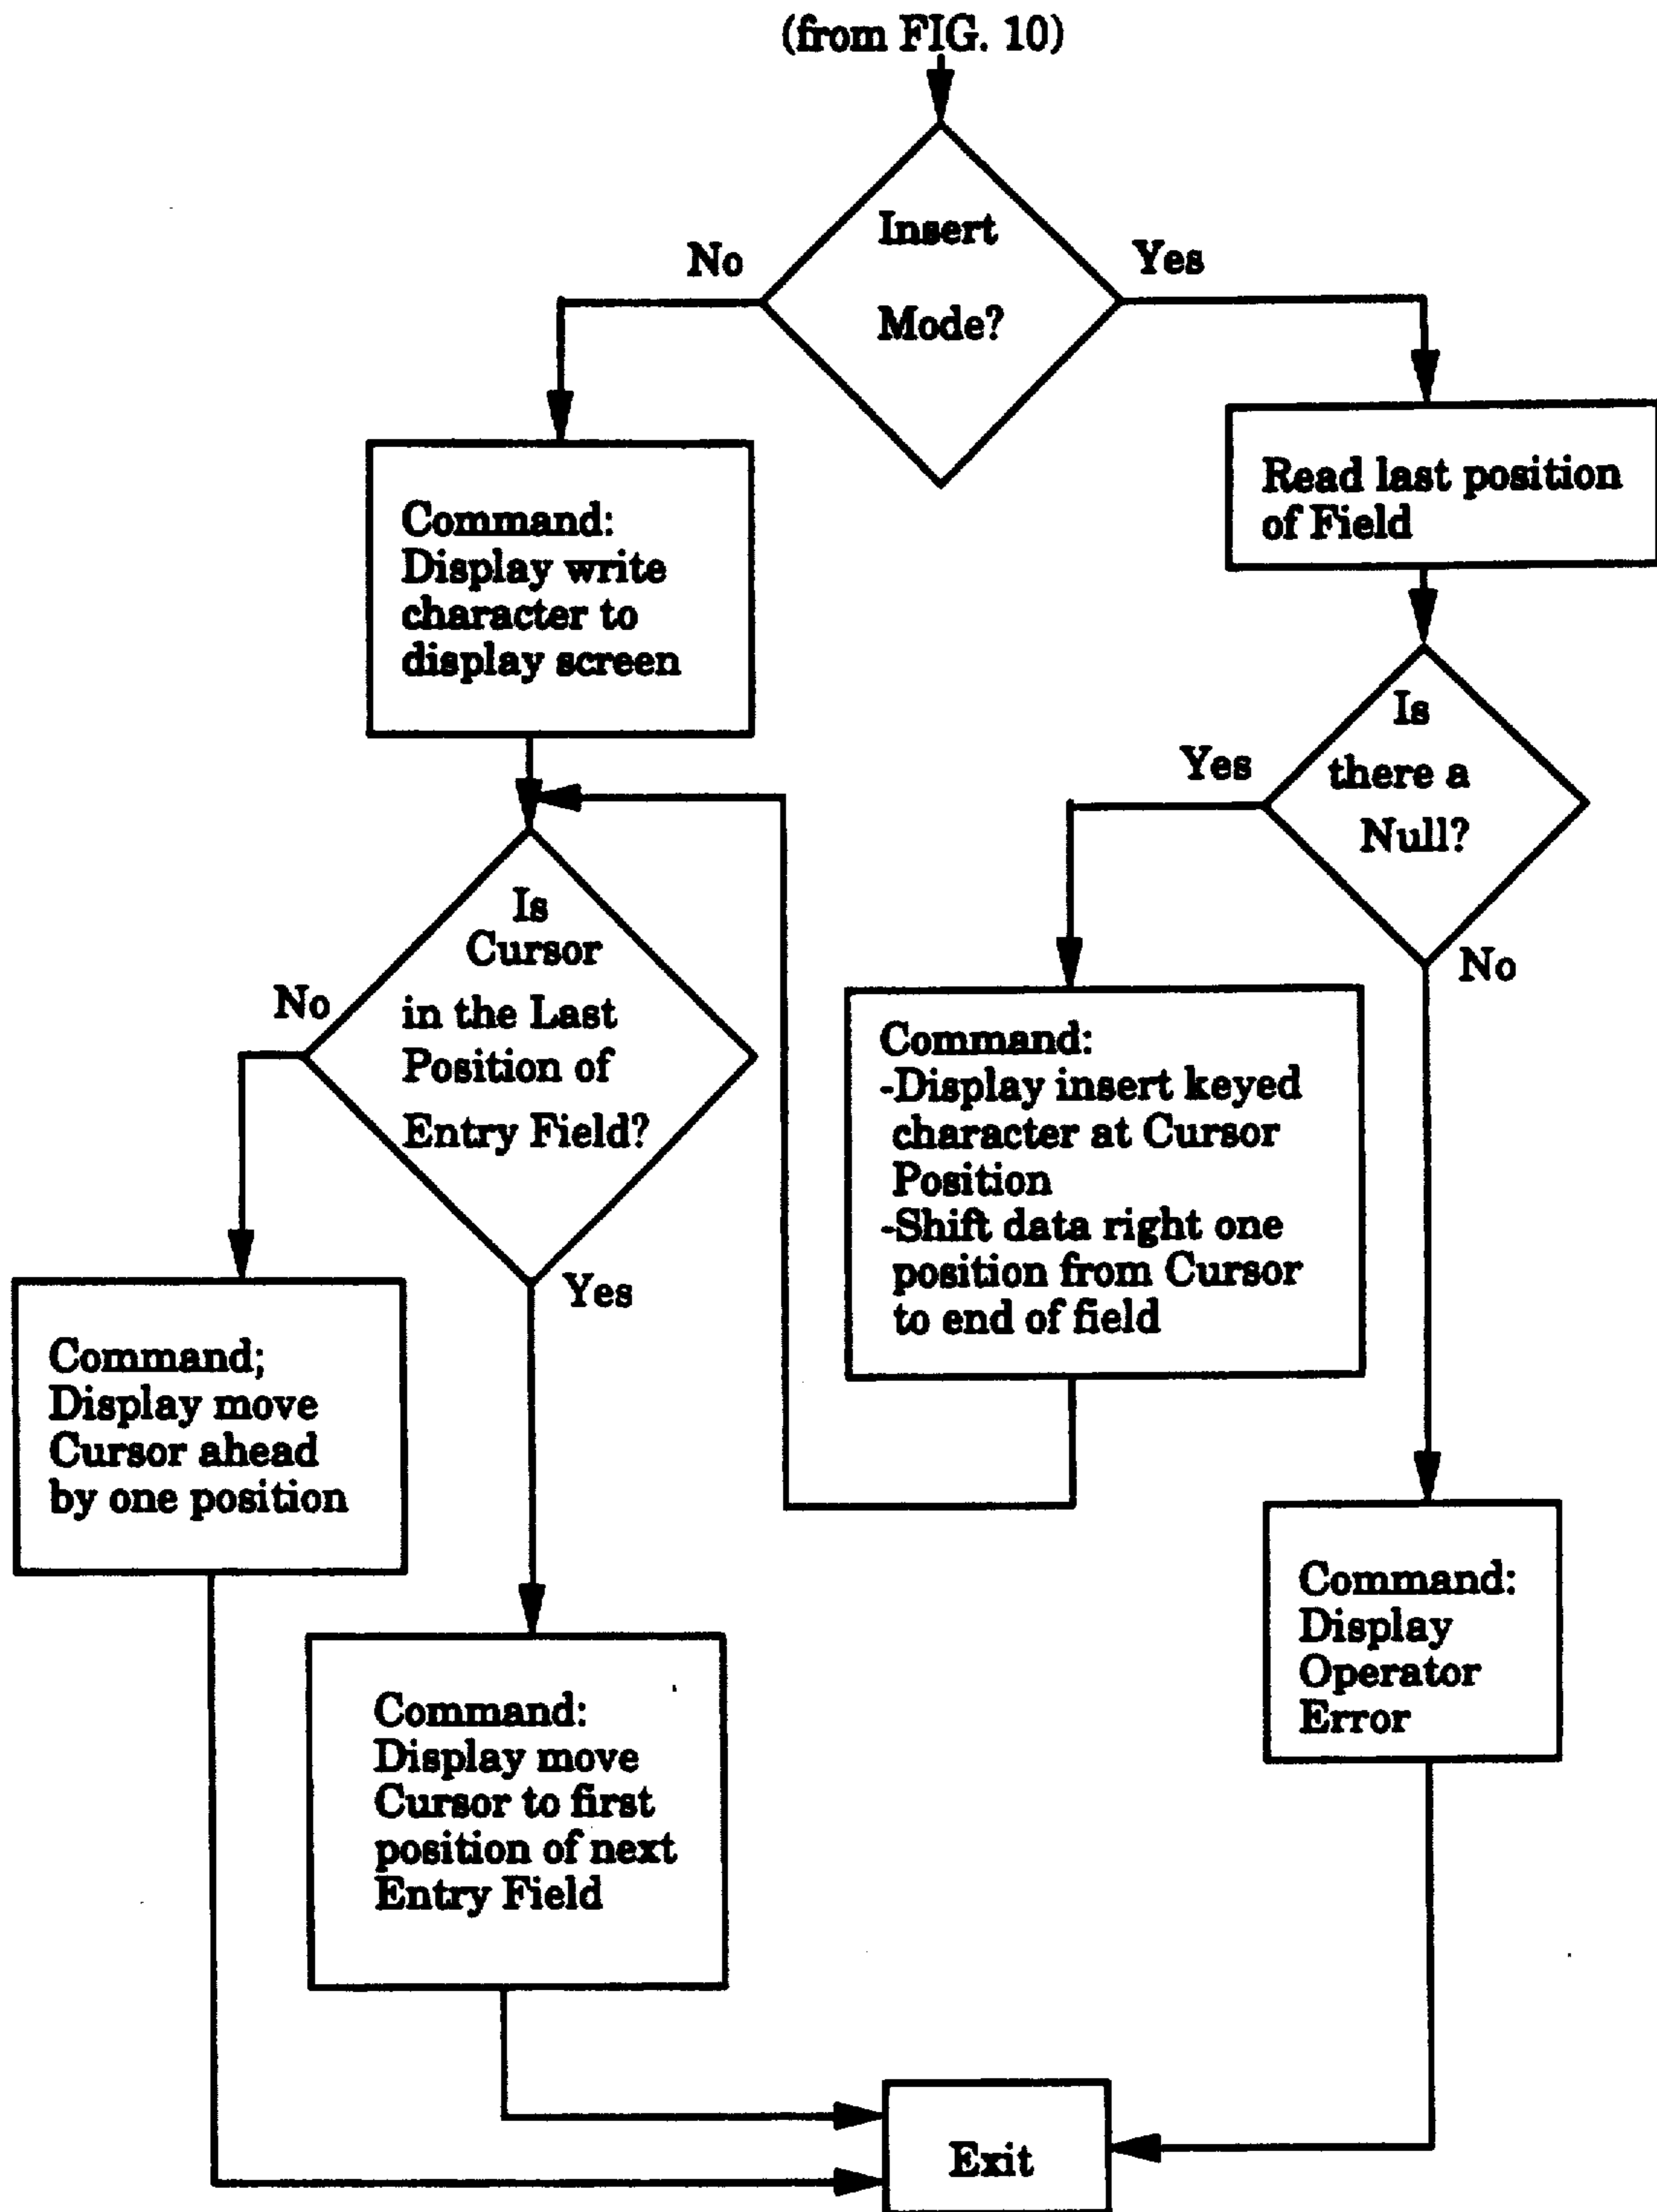 (from FIG. 10)
Insert
Mode?
No
Yes
Command:
Display write
character to
display screen
Read last position
of Field
Is
there a
Null?
Yes
No
Is
Cursor
in the Last
Position of
Entry Field?
No
Yes
Command:
-Display insert keyed
character at Cursor
Position
-Shift data right one
position from Cursor
to end of field
Command;
Display move
Cursor ahead
by one position
Command:
Display move
Cursor to first
position of next
Entry Field
Command:
Display
Operator
Error
Exit